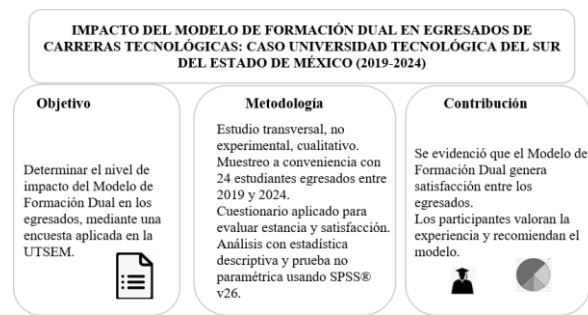 IMPACTO DEL MODELO DE FORMACIÓN DUAL EN EGRESADOS DE
CARRERAS TECNOLÓGICAS: CASO UNIVERSIDAD TECNOLÓGICA DEL SUR
DEL ESTADO DE MÉXICO (2019-2024)
Objetivo
Determinar el nivel de
impacto del Modelo de
Formación Dual en los
egresados, mediante una
encuesta aplicada en la
UTSEM.
Metodología
Estudio transversal, no
experimental, cualitativo.
Muestreo a conveniencia con
24 estudiantes egresados entre
2019 y 2024.
Cuestionario aplicado para
evaluar estancia y satisfacción.
Análisis con estadística
descriptiva y prueba no
paramétrica usando SPSS®
v26.
Contribución
Se evidenció que el Modelo de
Formación Dual genera
satisfacción entre los
egresados.
Los participantes valoran la
experiencia y recomiendan el
modelo.